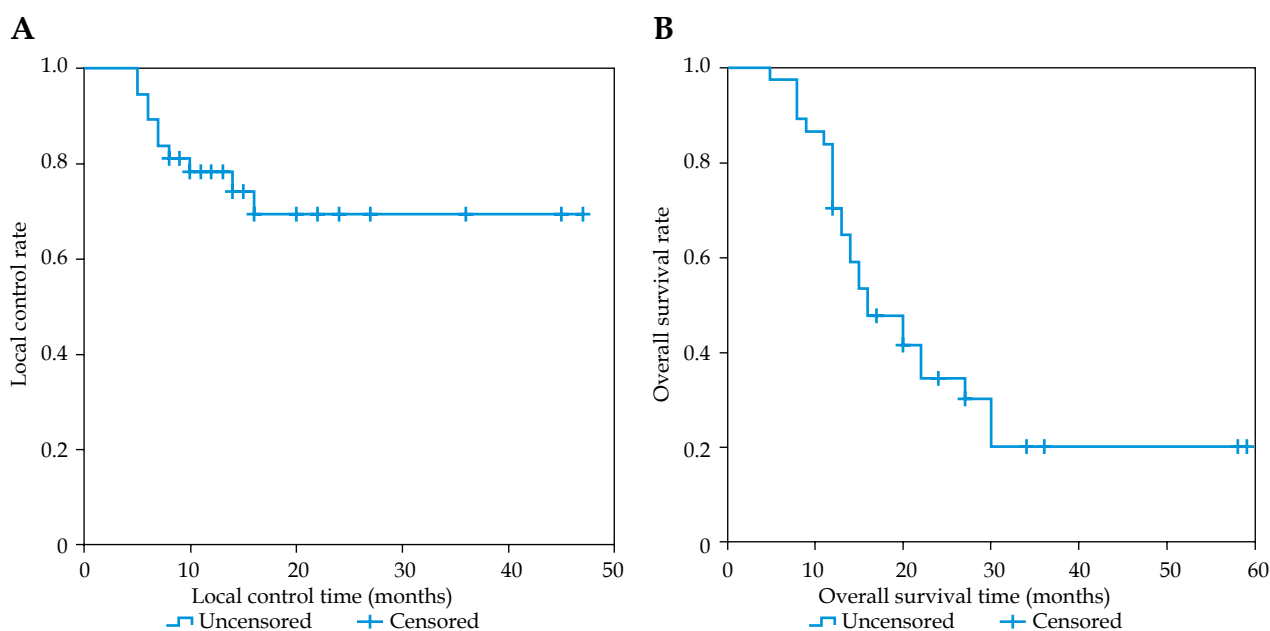 A
1.0
0.8
0.6
0.4
0.2
0
Local control rate
0 10 20 30 40 50
Local control time (months)
Uncensored Censored
B
1.0
0.8
0.6
0.4
0.2
0
Overall survival rate
0 10 20 30 40 50 60
Overall survival time (months)
Uncensored Censored